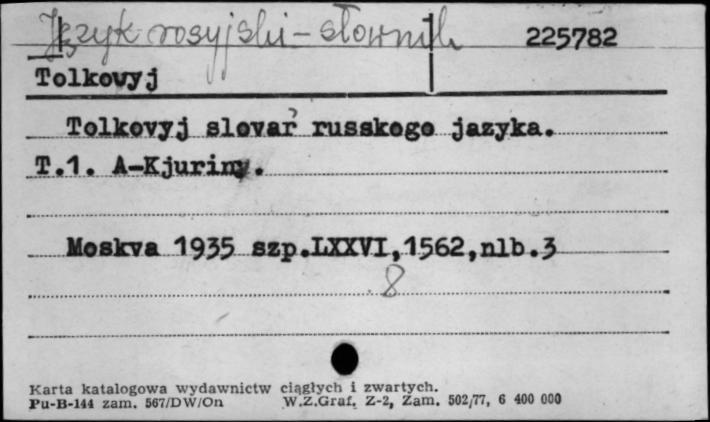 Język rosyjski - słownik 225782
Tolkovyj
Tolkovyj slovar' russkogo jazyka.
T.1. A-Kjuriny.
Moskva 1935 szp.LXXVI,1562,nlb.3
8
Karta katalogowa wydawnictw ciągłych i zwartych.
Pu-B-144 zam. 567/DW/On W.Z.Graf. Z-2, Zam. 502/77, 6 400 000